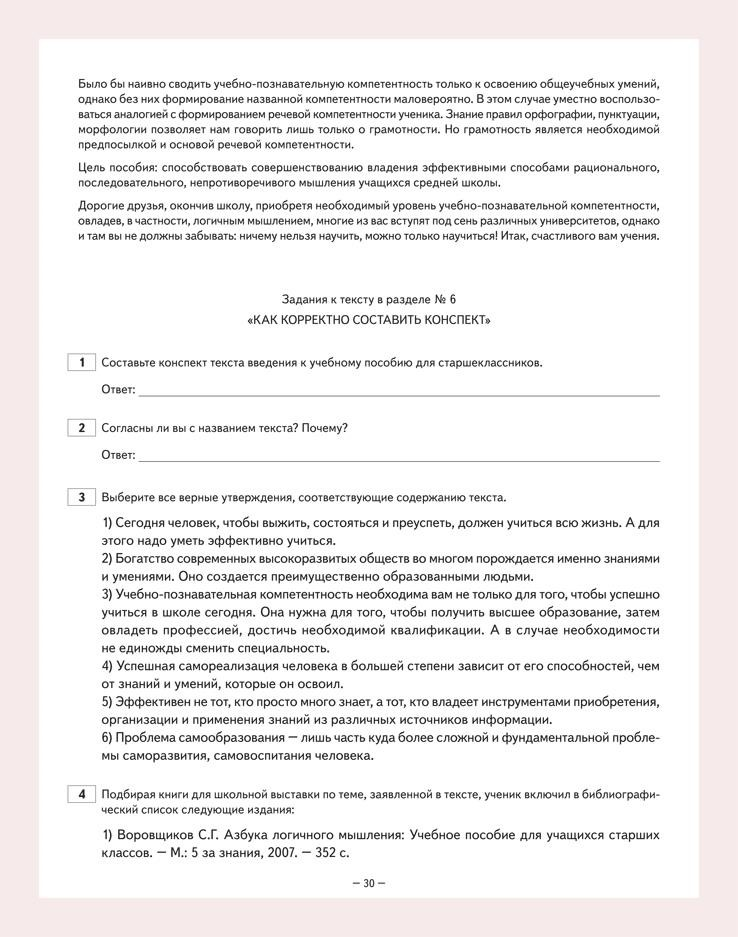 Было бы наивно сводить учебно-познавательную компетентность только к освоению общеучебных умений,
однако без них формирование названной компетентности маловероятно. В этом случае уместно воспользо-
ваться аналогией с формированием речевой компетентности ученика. Знание правил орфографии, пунктуации,
морфологии позволяет нам говорить лишь только о грамотности. Но грамотность является необходимой
предпосылкой и основой речевой компетентности.
Цель пособия: способствовать совершенствованию владения эффективными способами рационального,
последовательного, непротиворечивого мышления учащихся средней школы.
Дорогие друзья, окончив школу, приобретя необходимый уровень учебно-познавательной компетентности,
овладев, в частности, логичным мышлением, многие из вас вступят под сень различных университетов, однако
и там вы не должны забывать: ничему нельзя научить, можно только научиться! Итак, счастливого вам учения.
Задания к тексту в разделе № 6
«КАК КОРРЕКТНО СОСТАВИТЬ КОНСПЕКТ»
1 Составьте конспект текста введения к учебному пособию для старшеклассников.
Ответ:
2 Согласны ли вы с названием текста? Почему?
Ответ:
3 Выберите все верные утверждения, соответствующие содержанию текста.
1) Сегодня человек, чтобы выжить, состояться и преуспеть, должен учиться всю жизнь. А для
этого надо уметь эффективно учиться.
2) Богатство современных высокоразвитых обществ во многом порождается именно знаниями
и умениями. Оно создается преимущественно образованными людьми.
3) Учебно-познавательная компетентность необходима вам не только для того, чтобы успешно
учиться в школе сегодня. Она нужна для того, чтобы получить высшее образование, затем
овладеть профессией, достичь необходимой квалификации. А в случае необходимости
не единожды сменить специальность.
4) Успешная самореализация человека в большей степени зависит от его способностей, чем
от знаний и умений, которые он освоил.
5) Эффективен не тот, кто просто много знает, а тот, кто владеет инструментами приобретения,
организации и применения знаний из различных источников информации.
6) Проблема самообразования — лишь часть куда более сложной и фундаментальной пробле-
мы саморазвития, самовоспитания человека.
4 Подбирая книги для школьной выставки по теме, заявленной в тексте, ученик включил в библиографи-
ческий список следующие издания:
1) Воровщиков С.Г. Азбука логичного мышления: Учебное пособие для учащихся старших
классов. — М.: 5 за знания, 2007. — 352 с.
— 30 —